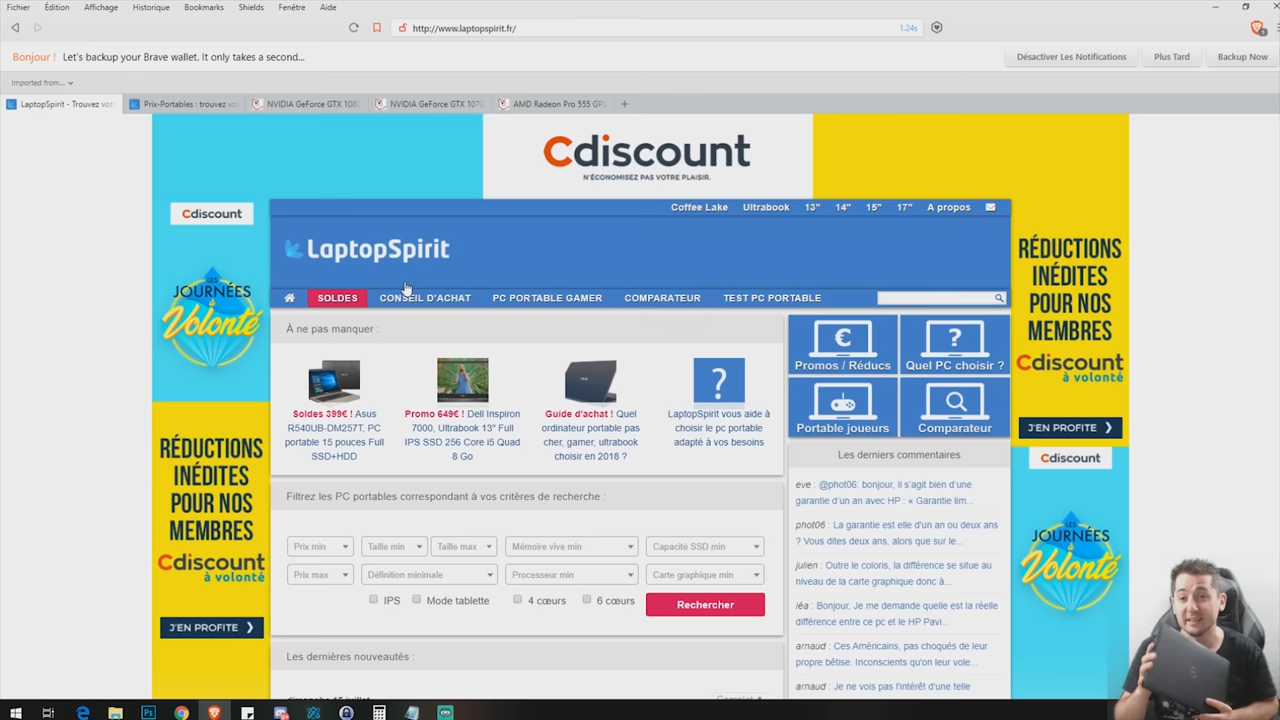 Fichier Édition Affichage Historique Bookmarks Shields Fenêtre Aide
http://www.laptopspirit.fr/ 1.24s
Bonjour ! Let's backup your Brave wallet. It only takes a second... Désactiver Les Notifications Plus Tard Backup Now
Imported from...
LaptopSpirit - Trouvez Prix-Portables : trouvez NVIDIA GeForce GTX NVIDIA GeForce GTX AMD Radeon Pro 555
Cdiscount
N'ÉCONOMISEZ PAS VOTRE PLAISIR.
Coffee Lake Ultrabook 13" 14" 15" 17" A propos
Cdiscount
LES
JOURNÉES
à Volonté
RÉDUCTIONS
INÉDITES
POUR NOS
MEMBRES
Cdiscount
à volonté
J'EN PROFITE
LaptopSpirit
SOLDES CONSEIL D'ACHAT PC PORTABLE GAMER COMPARATEUR TEST PC PORTABLE
À ne pas manquer :
Soldes 399€ ! Asus
R540UB-DM257T, PC
portable 15 pouces Full
SSD+HDD
Promo 649€ ! Dell Inspiron
7000, Ultrabook 13" Full
IPS SSD 256 Core i5 Quad
8 Go
Guide d'achat ! Quel
ordinateur portable pas
cher, gamer, ultrabook
choisir en 2018 ?
?
LaptopSpirit vous aide à
choisir le pc portable
adapté à vos besoins
Filtrez les PC portables correspondant à vos critères de recherche :
Prix min Taille min Taille max Mémoire vive min Capacité SSD min
Prix max Définition minimale Processeur min Carte graphique min
IPS Mode tablette 4 cœurs 6 cœurs Rechercher
Les dernières nouveautés :
dimanche 15 juillet Complet
€
Promos / Réducs
?
Quel PC choisir ?
Portable joueurs Comparateur
Les derniers commentaires
eve : @phot06: bonjour, il s'agit bien d'une
garantie d'un an avec HP : « Garantie lim...
phot06 : La garantie est elle d'un an ou deux ans
? Vous dites deux ans, alors que sur le...
julien : Outre le coloris, la différence se situe au
niveau de la carte graphique donc à...
léa : Bonjour, Je me demande quelle est la réelle
différence entre ce pc et le HP Pavi...
arnaud : Ces Américains, pas choqués de leur
propre bêtise. Inconscients qu'on leur vole...
arnaud : Je ne vois pas l'intérêt d'une telle
RÉDUCTIONS
INÉDITES
POUR NOS
MEMBRES
Cdiscount
à volonté
J'EN PROFITE
Cdiscount
LES
JOURNÉES
à Volonté